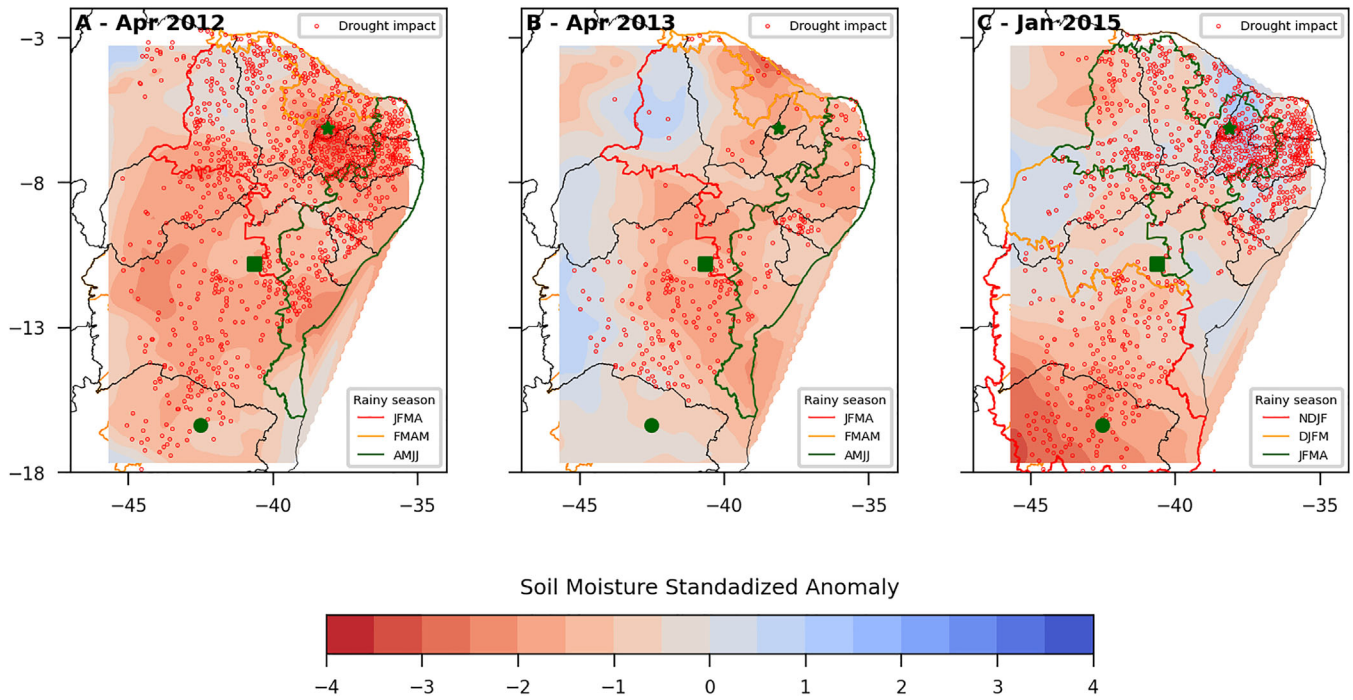 A - Apr 2012
Drought impact
B - Apr 2013
Drought impact
C - Jan 2015
Drought impact
−3
−8
−13
−18
Rainy season
JFMA
FMAM
AMJJ
Rainy season
JFMA
FMAM
AMJJ
Rainy season
NDJF
DJFM
JFMA
−45 −40 −35
−45 −40 −35
−45 −40 −35
Soil Moisture Standadized Anomaly
−4 −3 −2 −1 0 1 2 3 4